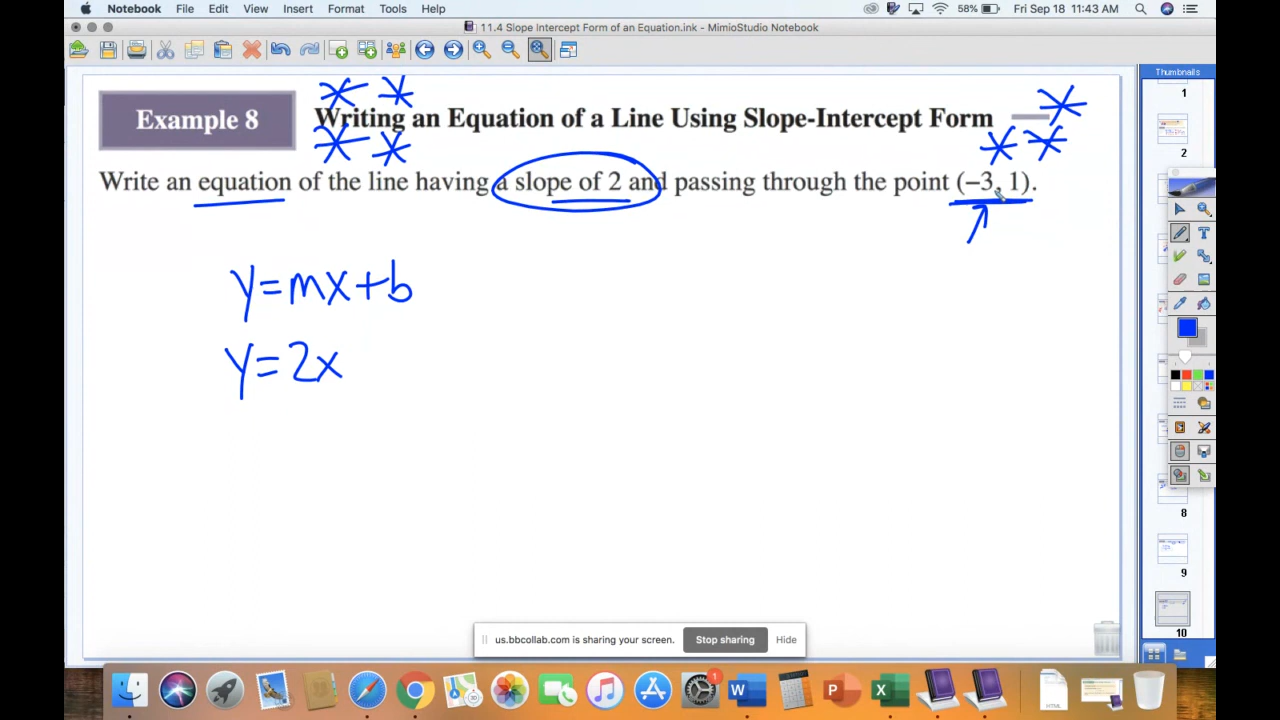 Notebook File Edit View Insert Format Tools Help 58% Fri Sep 18 11:43 AM
11.4 Slope Intercept Form of an Equation.ink - MimioStudio Notebook
Thumbnails
1
Example 8 Writing an Equation of a Line Using Slope-Intercept Form
2
Write an equation of the line having a slope of 2 and passing through the point (−3, 1).
T
y=mx+b
y=2x
8
9
10
us.bbcollab.com is sharing your screen. Stop sharing Hide
1
W P X
HTML